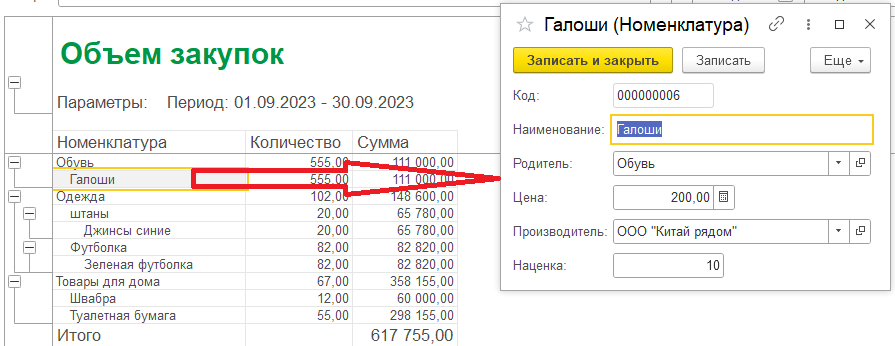 Объем закупок
Параметры: Период: 01.09.2023 - 30.09.2023
Номенклатура Количество Сумма
Обувь 555,00 111 000,00
Галоши 555,00 111 000,00
Одежда 102,00 148 600,00
штаны 20,00 65 780,00
Джинсы синие 20,00 65 780,00
Футболка 82,00 82 820,00
Зеленая футболка 82,00 82 820,00
Товары для дома 67,00 358 155,00
Швабра 12,00 60 000,00
Туалетная бумага 55,00 298 155,00
Итого 617 755,00
Галоши (Номенклатура)
Записать и закрыть Записать Еще
Код: 000000006
Наименование: Галоши
Родитель: Обувь
Цена: 200,00
Производитель: ООО "Китай рядом"
Наценка: 10